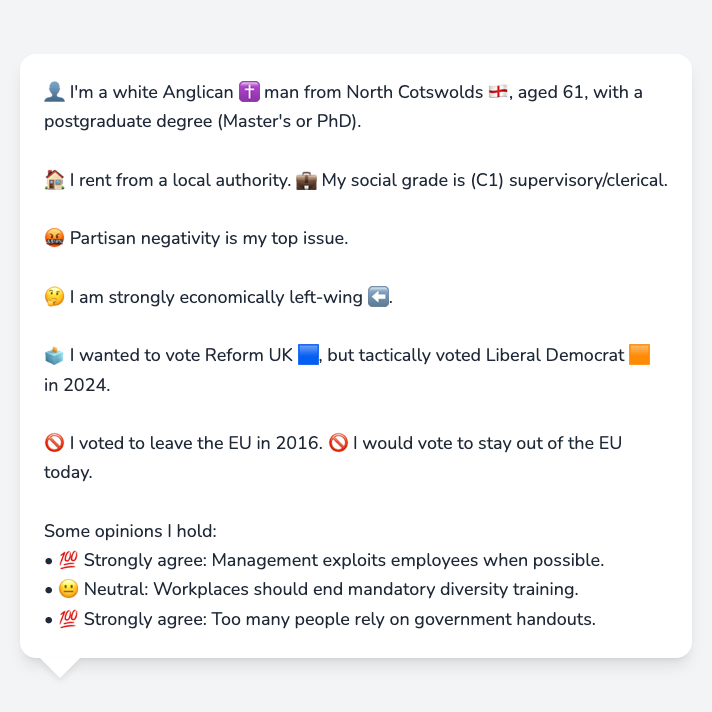 👤 I'm a white Anglican ✝️ man from North Cotswolds 🏴󠁧󠁢󠁥󠁮󠁧󠁿, aged 61, with a
postgraduate degree (Master's or PhD).
🏠 I rent from a local authority. 💼 My social grade is (C1) supervisory/clerical.
🤬 Partisan negativity is my top issue.
🤔 I am strongly economically left-wing ⬅️.
🗳️ I wanted to vote Reform UK 🟦, but tactically voted Liberal Democrat 🟧
in 2024.
🚫 I voted to leave the EU in 2016. 🚫 I would vote to stay out of the EU
today.
Some opinions I hold:
• 💯 Strongly agree: Management exploits employees when possible.
• 😐 Neutral: Workplaces should end mandatory diversity training.
• 💯 Strongly agree: Too many people rely on government handouts.